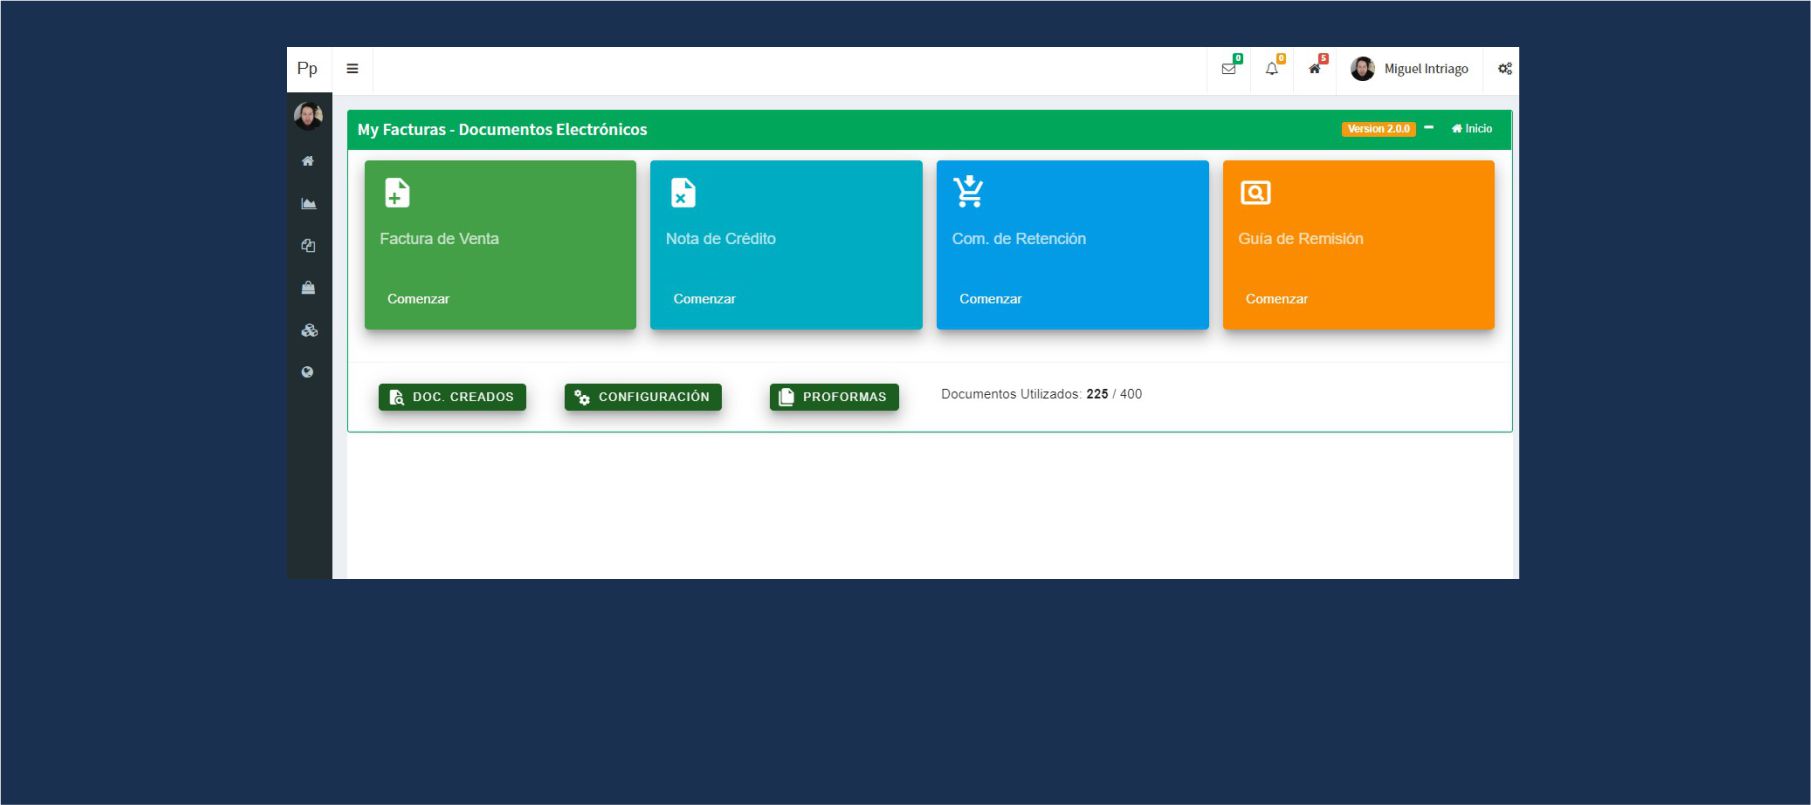 Pp
0
0
5
Miguel Intriago
My Facturas - Documentos Electrónicos
Version 2.0.0
Inicio
Factura de Venta
Nota de Crédito
Com. de Retención
Guía de Remisión
Comenzar
Comenzar
Comenzar
Comenzar
DOC. CREADOS
CONFIGURACIÓN
PROFORMAS
Documentos Utilizados: 225 / 400